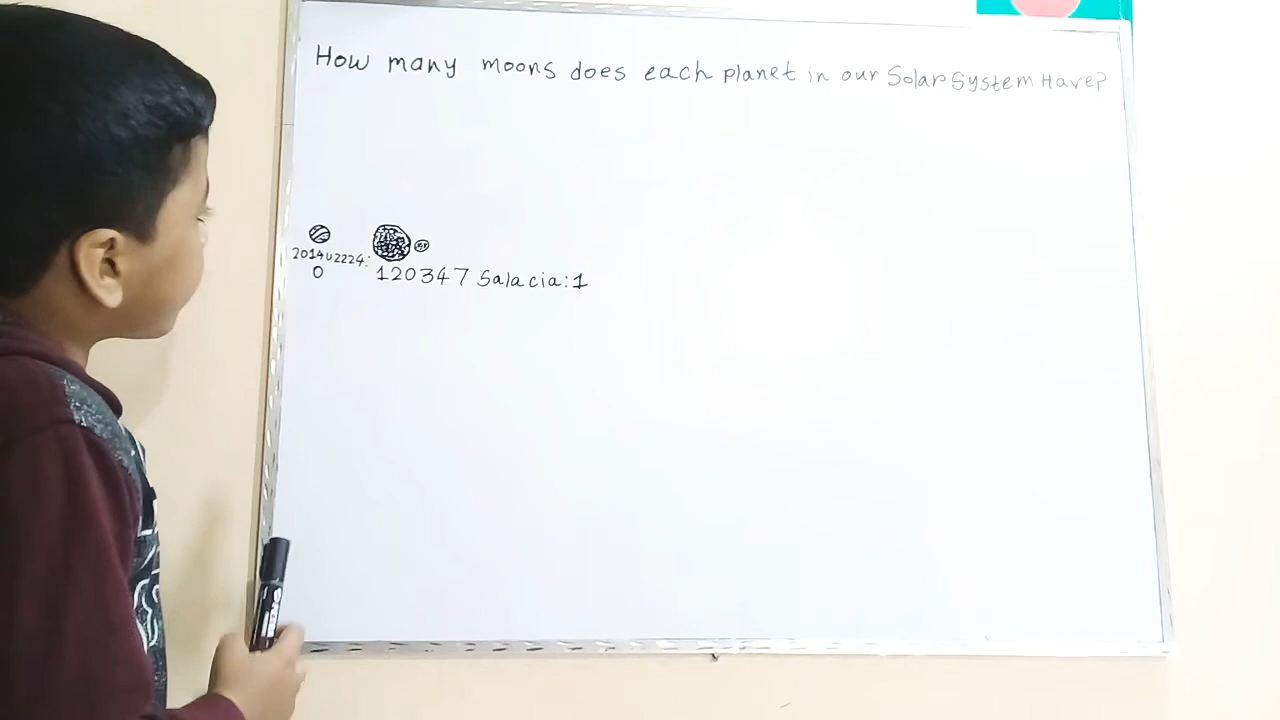 How many moons does each planet in our Solar System Have?
2014U2224:
0
120347 Salacia:1